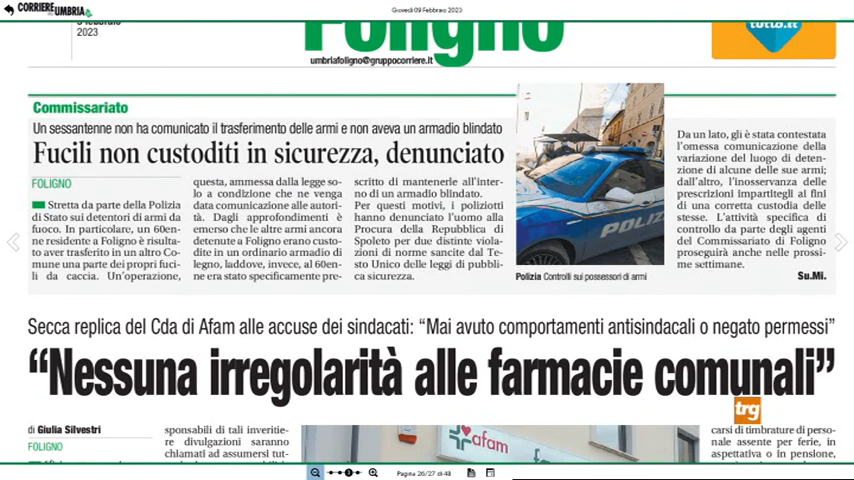 CORRIERE
UMBRIA
Giovedì 09 Febbraio 2023
2023
Foligno
tutto.it
umbriafoligno@gruppocorriere.it
Commissariato
Un sessantenne non ha comunicato il trasferimento delle armi e non aveva un armadio blindato
Fucili non custoditi in sicurezza, denunciato
FOLIGNO
Stretta da parte della Polizia
di Stato sui detentori di armi da
fuoco. In particolare, un 60en-
ne residente a Foligno è risulta-
to aver trasferito in un altro Co-
mune una parte dei propri fuci-
li da caccia. Un'operazione,
questa, ammessa dalla legge so-
lo a condizione che ne venga
data comunicazione alle autori-
tà. Dagli approfondimenti è
emerso che le altre armi ancora
detenute a Foligno erano custo-
dite in un ordinario armadio di
legno, laddove, invece, al 60en-
ne era stato specificamente pre-
scritto di mantenerle all'inter-
no di un armadio blindato.
Per questi motivi, i poliziotti
hanno denunciato l'uomo alla
Procura della Repubblica di
Spoleto per due distinte viola-
zioni di norme sancite dal Te-
sto Unico delle leggi di pubbli-
ca sicurezza.
POLIZ
Polizia Controlli sui possessori di armi
Da un lato, gli è stata contestata
l'omessa comunicazione della
variazione del luogo di deten-
zione di alcune delle sue armi;
dall'altro, l'inosservanza delle
prescrizioni impartitegli ai fini
di una corretta custodia delle
stesse. L'attività specifica di
controllo da parte degli agenti
del Commissariato di Foligno
proseguirà anche nelle prossi-
me settimane.
Su.Mi.
Secca replica del Cda di Afam alle accuse dei sindacati: “Mai avuto comportamenti antisindacali o negato permessi”
“Nessuna irregolarità alle farmacie comunali”
trg
di Giulia Silvestri
FOLIGNO
sponsabili di tali invertitie-
re divulgazioni saranno
chiamati ad assumersi tut-
afam
carsi di timbrature di perso-
nale assente per ferie, in
aspettativa o in pensione,
Pagina 26/27 di 48